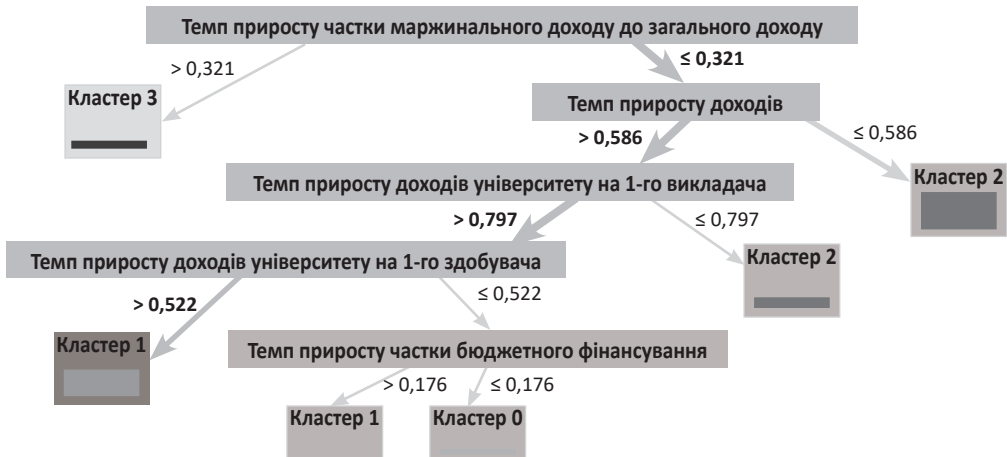 Темп приросту частки маржинального доходу до загального доходу
> 0,321
≤ 0,321
Кластер 3
Темп приросту доходів
> 0,586
≤ 0,586
Темп приросту доходів університету на 1-го викладача
Кластер 2
> 0,797
≤ 0,797
Темп приросту доходів університету на 1-го здобувача
Кластер 2
> 0,522
≤ 0,522
Кластер 1
Темп приросту частки бюджетного фінансування
> 0,176
≤ 0,176
Кластер 1
Кластер 0